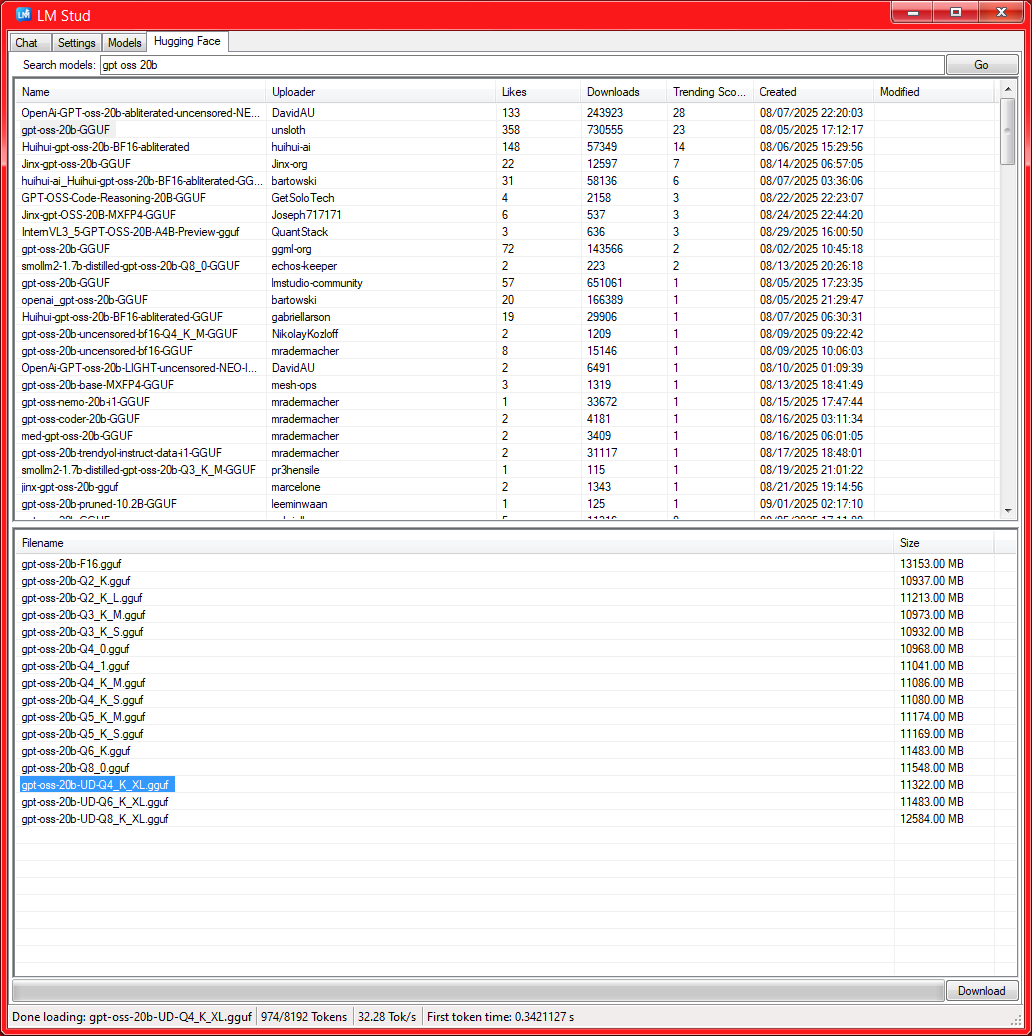 LM Stud
Chat Settings Models Hugging Face
Search models: gpt oss 20b Go
Name Uploader Likes Downloads Trending Sco... Created Modified
OpenAi-GPT-oss-20b-abliterated-uncensored-NE... DavidAU 133 243923 28 08/07/2025 22:20:03
gpt-oss-20b-GGUF unsloth 358 730555 23 08/05/2025 17:12:17
Huihui-gpt-oss-20b-BF16-abliterated huihui-ai 148 57349 14 08/06/2025 15:29:56
Jinx-gpt-oss-20b-GGUF Jinx-org 22 12597 7 08/14/2025 06:57:05
huihui-ai_Huihui-gpt-oss-20b-BF16-abliterated-GG... bartowski 31 58136 6 08/07/2025 03:36:06
GPT-OSS-Code-Reasoning-20B-GGUF GetSoloTech 4 2158 3 08/22/2025 22:23:07
Jinx-gpt-OSS-20B-MXFP4-GGUF Joseph717171 6 537 3 08/24/2025 22:44:20
InternVL3_5-GPT-OSS-20B-A4B-Preview-gguf QuantStack 3 636 3 08/29/2025 16:00:50
gpt-oss-20b-GGUF ggml-org 72 143566 2 08/02/2025 10:45:18
smollm2-1.7b-distilled-gpt-oss-20b-Q8_0-GGUF echos-keeper 2 223 2 08/13/2025 20:26:18
gpt-oss-20b-GGUF lmstudio-community 57 651061 1 08/05/2025 17:23:35
openai_gpt-oss-20b-GGUF bartowski 20 166389 1 08/05/2025 21:29:47
Huihui-gpt-oss-20b-BF16-abliterated-GGUF gabriellarson 19 29906 1 08/07/2025 06:30:31
gpt-oss-20b-uncensored-bf16-Q4_K_M-GGUF NikolayKozloff 2 1209 1 08/09/2025 09:22:42
gpt-oss-20b-uncensored-bf16-GGUF mradermacher 8 15146 1 08/09/2025 10:06:03
OpenAi-GPT-oss-20b-LIGHT-uncensored-NEO-I... DavidAU 2 6491 1 08/10/2025 01:09:39
gpt-oss-20b-base-MXFP4-GGUF mesh-ops 3 1319 1 08/13/2025 18:41:49
gpt-oss-nemo-20b-i1-GGUF mradermacher 1 33672 1 08/15/2025 17:47:44
gpt-oss-coder-20b-GGUF mradermacher 2 4181 1 08/16/2025 03:11:34
med-gpt-oss-20b-GGUF mradermacher 2 3409 1 08/16/2025 06:01:05
gpt-oss-20b-trendyol-instruct-data-i1-GGUF mradermacher 2 31117 1 08/17/2025 18:48:01
smollm2-1.7b-distilled-gpt-oss-20b-Q3_K_M-GGUF pr3hensile 1 115 1 08/19/2025 21:01:22
jinx-gpt-oss-20b-gguf marcelone 2 1343 1 08/21/2025 19:14:56
gpt-oss-20b-pruned-10.2B-GGUF leeminwaan 1 125 1 09/01/2025 02:17:10
Filename Size
gpt-oss-20b-F16.gguf 13153.00 MB
gpt-oss-20b-Q2_K.gguf 10937.00 MB
gpt-oss-20b-Q2_K_L.gguf 11213.00 MB
gpt-oss-20b-Q3_K_M.gguf 10973.00 MB
gpt-oss-20b-Q3_K_S.gguf 10932.00 MB
gpt-oss-20b-Q4_0.gguf 10968.00 MB
gpt-oss-20b-Q4_1.gguf 11041.00 MB
gpt-oss-20b-Q4_K_M.gguf 11086.00 MB
gpt-oss-20b-Q4_K_S.gguf 11080.00 MB
gpt-oss-20b-Q5_K_M.gguf 11174.00 MB
gpt-oss-20b-Q5_K_S.gguf 11169.00 MB
gpt-oss-20b-Q6_K.gguf 11483.00 MB
gpt-oss-20b-Q8_0.gguf 11548.00 MB
gpt-oss-20b-UD-Q4_K_XL.gguf 11322.00 MB
gpt-oss-20b-UD-Q6_K_XL.gguf 11483.00 MB
gpt-oss-20b-UD-Q8_K_XL.gguf 12584.00 MB
Download
Done loading: gpt-oss-20b-UD-Q4_K_XL.gguf 974/8192 Tokens 32.28 Tok/s First token time: 0.3421127 s